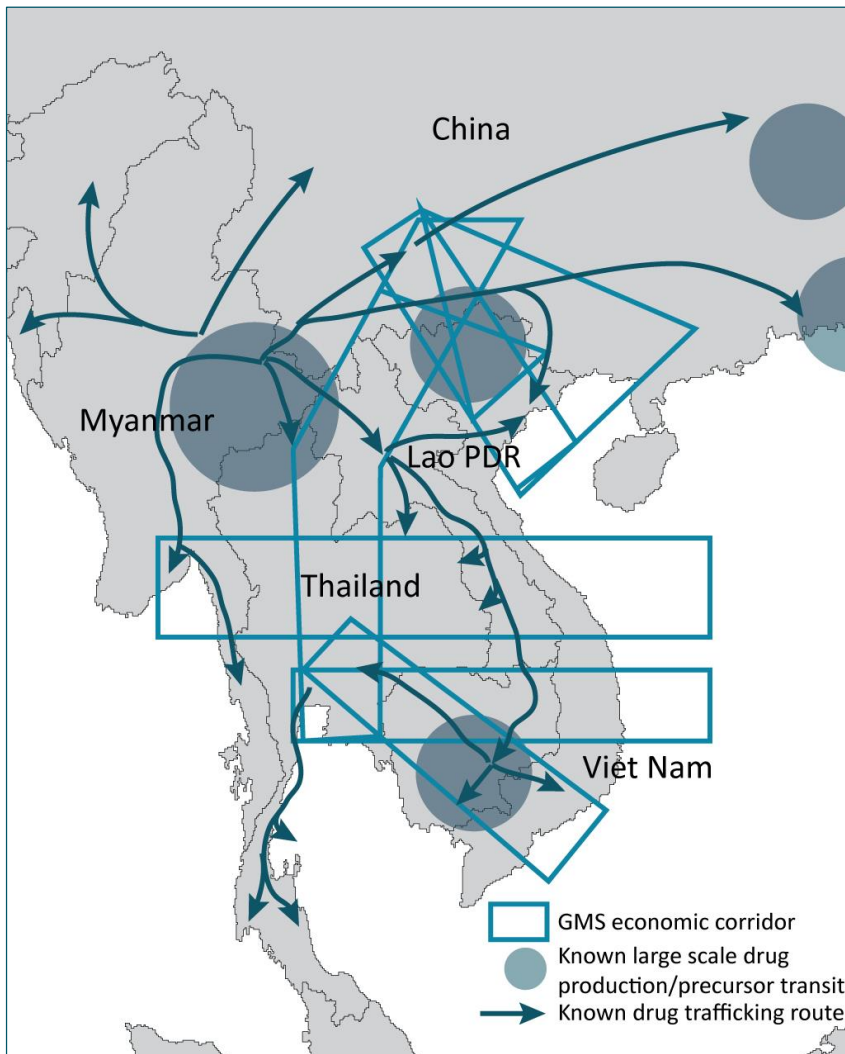 China
Myanmar
Lao PDR
Thailand
Viet Nam
GMS economic corridor
Known large scale drug
production/precursor transit
Known drug trafficking route